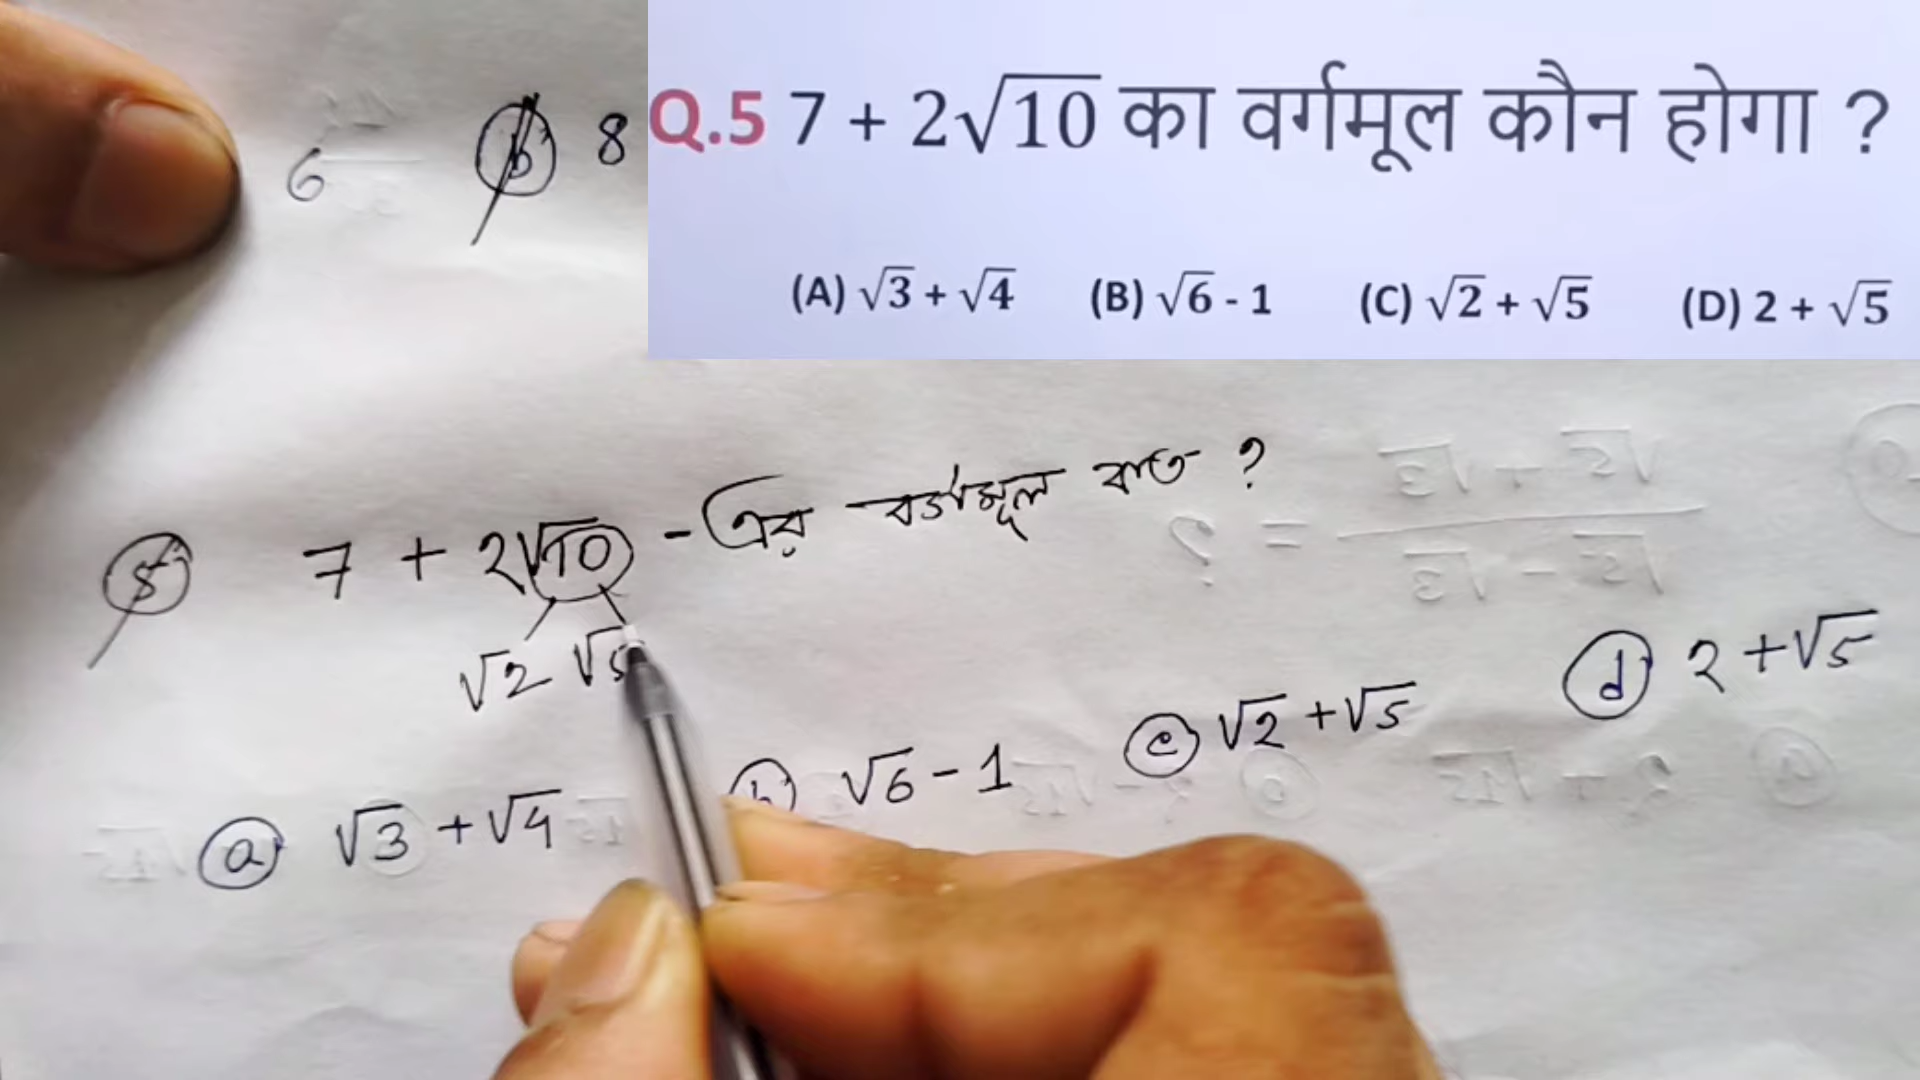 6 ⓑ 8
Q.5 7 + 2√10 का वर्गमूल कौन होगा ?
(A) √3 + √4 (B) √6 - 1 (C) √2 + √5 (D) 2 + √5
7 + 2√10 - এর বর্গমূল কত ?
√2 √5
ⓐ √3 + √4 ⓑ √6 - 1 ⓒ √2 + √5 ⓓ 2 + √5